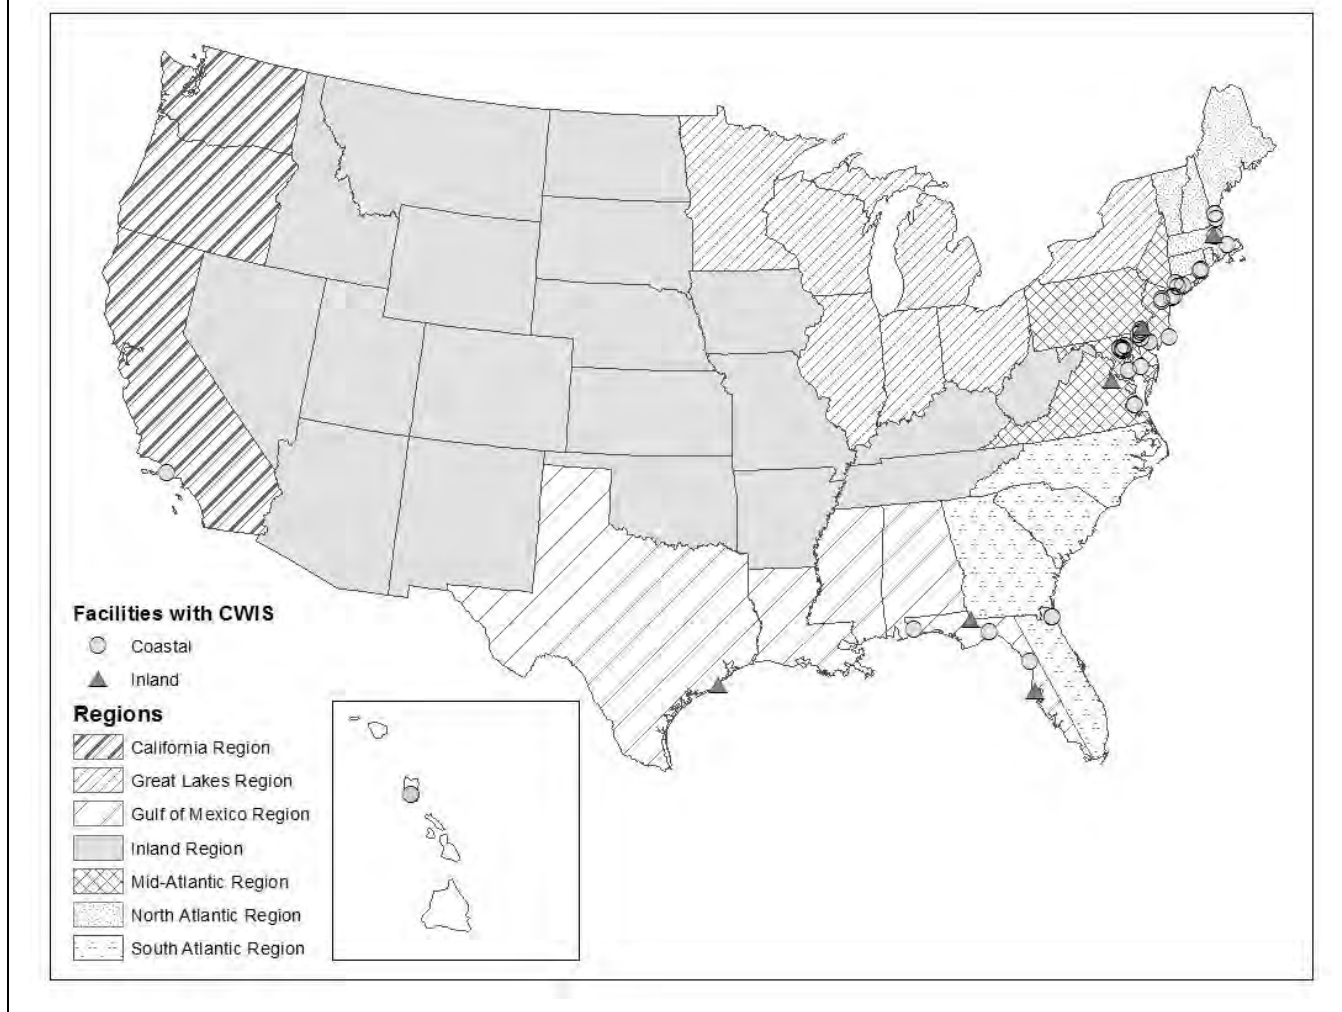 Facilities with CWIS
Coastal
Inland
Regions
California Region
Great Lakes Region
Gulf of Mexico Region
Inland Region
Mid-Atlantic Region
North Atlantic Region
South Atlantic Region